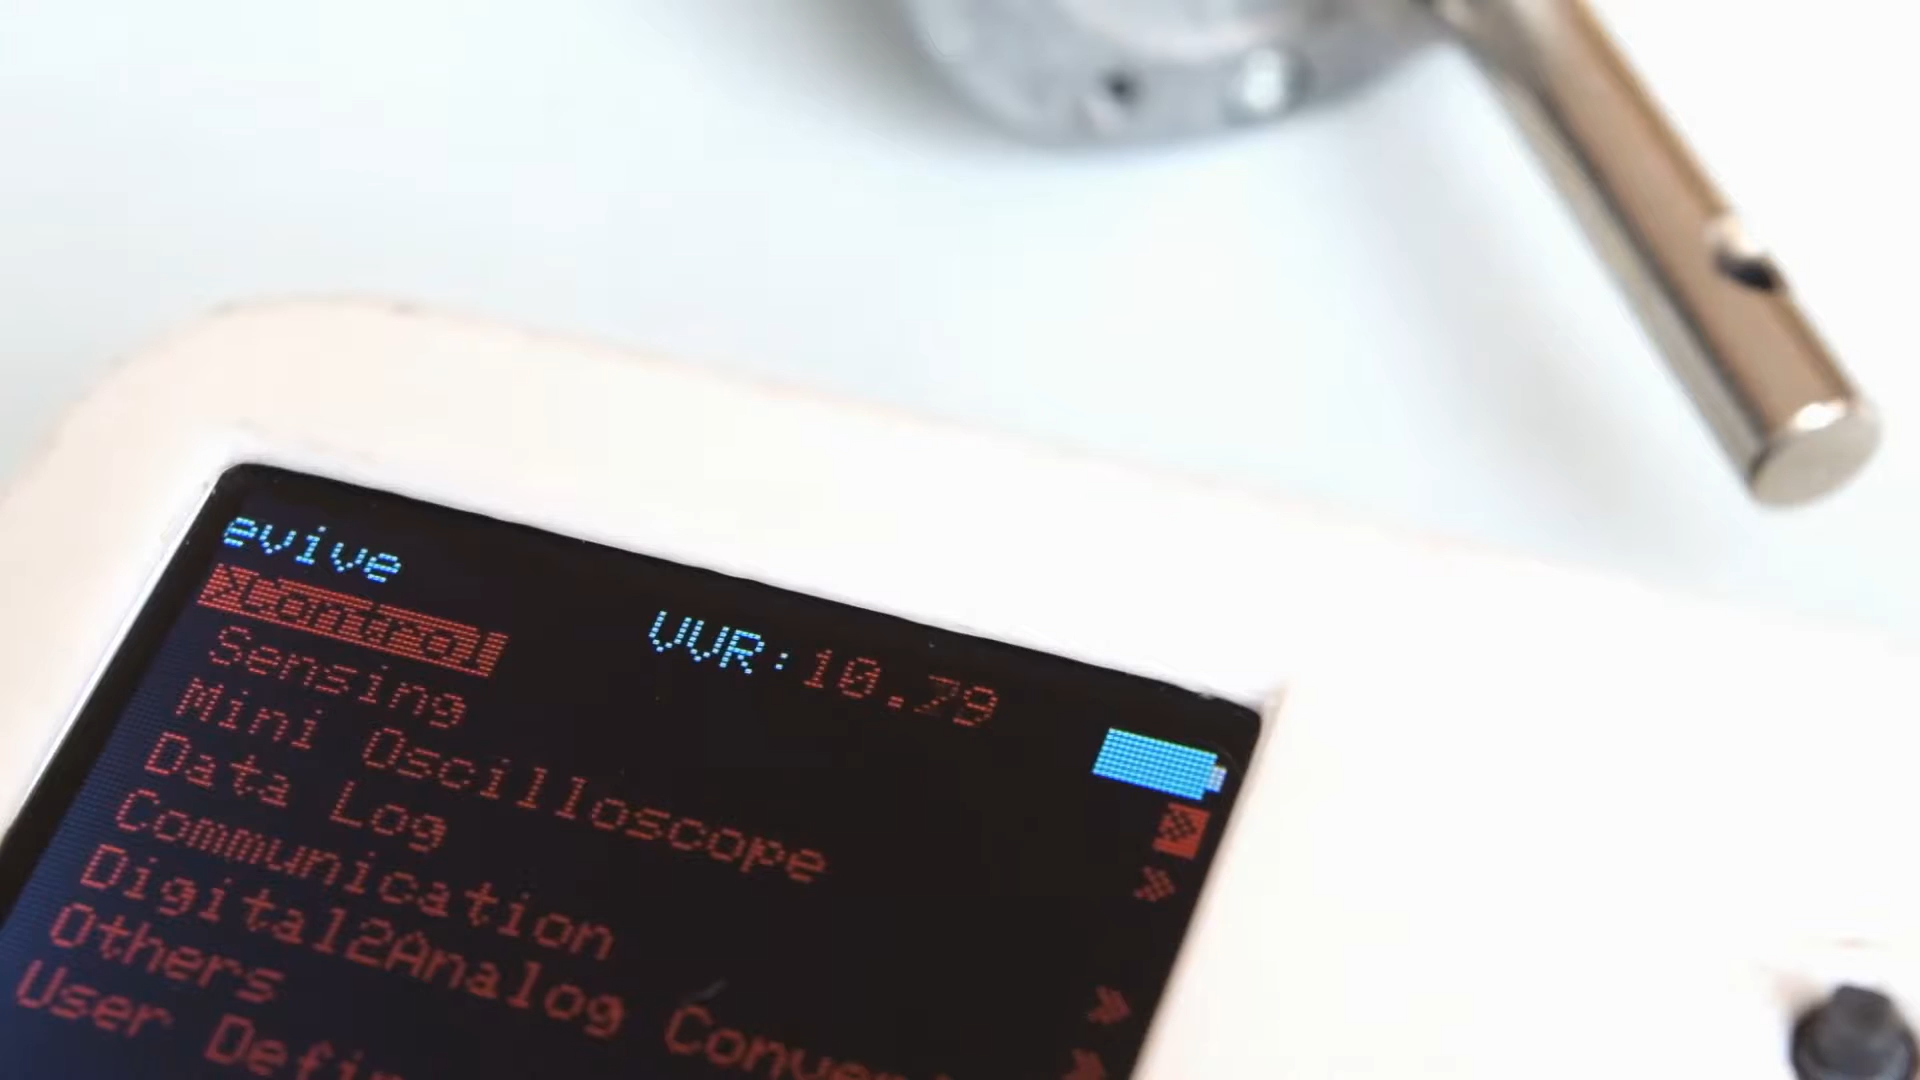 evive
VVR:10.79
Control
Sensing
Mini Oscilloscope
Data Log
Communication
Digital2Analog
Others
User